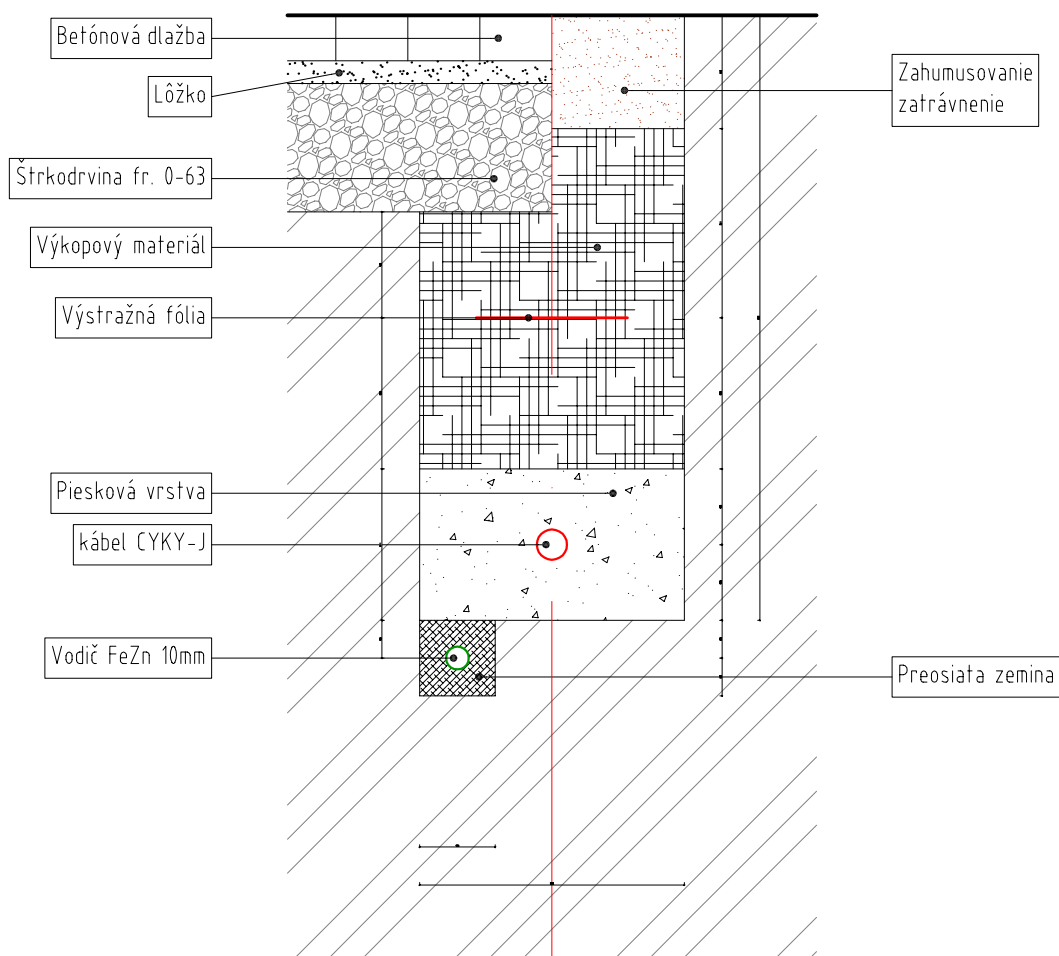 Betónová dlažba
Lôžko
Štrkodrvina fr. 0-63
Výkopový materiál
Výstražná fólia
Piesková vrstva
kábel CYKY-J
Vodič FeZn 10mm
Zahumusovanie
zatrávnenie
Preosiata zemina